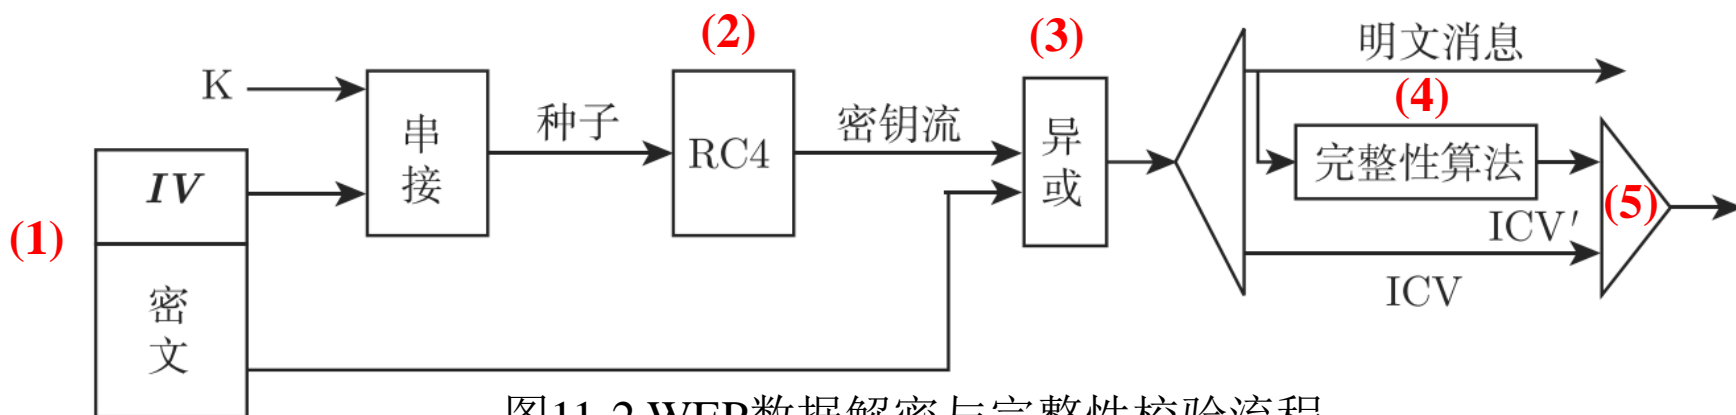 (2)
(3)
明文消息
K
(4)
串接
种子
RC4
密钥流
异或
完整性算法
IV
(1)
(5)
ICV′
密文
ICV
图11.2 WEP数据解密与完整性校验流程